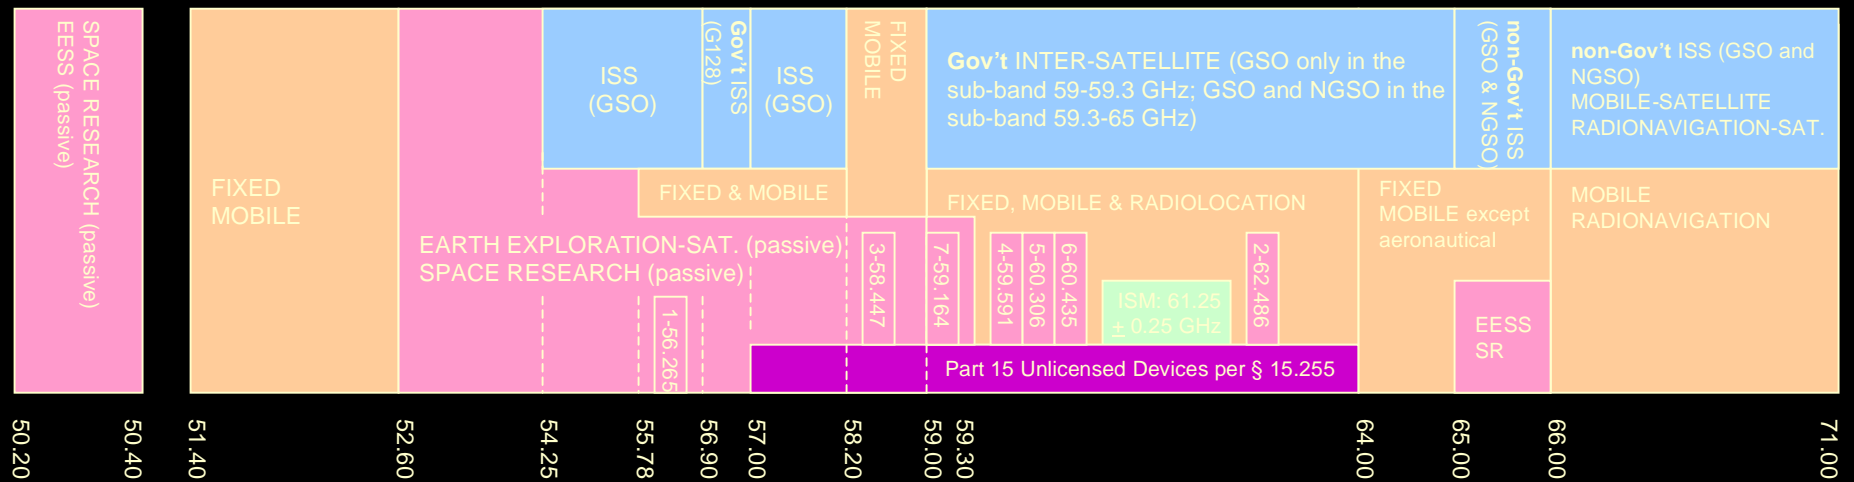 SPACE RESEARCH (passive)
EESS (passive)
FIXED
MOBILE
EARTH EXPLORATION-SAT. (passive)
SPACE RESEARCH (passive)
ISS
(GSO)
Gov't ISS
(G128)
ISS
(GSO)
FIXED
MOBILE
FIXED & MOBILE
1-56.265
3-58.447
7-59.164
4-59.591
5-60.306
6-60.435
2-62.486
Gov't INTER-SATELLITE (GSO only in the
sub-band 59-59.3 GHz; GSO and NGSO in the
sub-band 59.3-65 GHz)
FIXED, MOBILE & RADIOLOCATION
ISM: 61.25
± 0.25 GHz
Part 15 Unlicensed Devices per § 15.255
non-Gov't ISS
(GSO & NGSO)
FIXED
MOBILE except
aeronautical
EESS
SR
non-Gov't ISS (GSO and
NGSO)
MOBILE-SATELLITE
RADIONAVIGATION-SAT.
MOBILE
RADIONAVIGATION
50.20
50.40
51.40
52.60
54.25
55.78
56.90
57.00
58.20
59.00
59.30
64.00
65.00
66.00
71.00